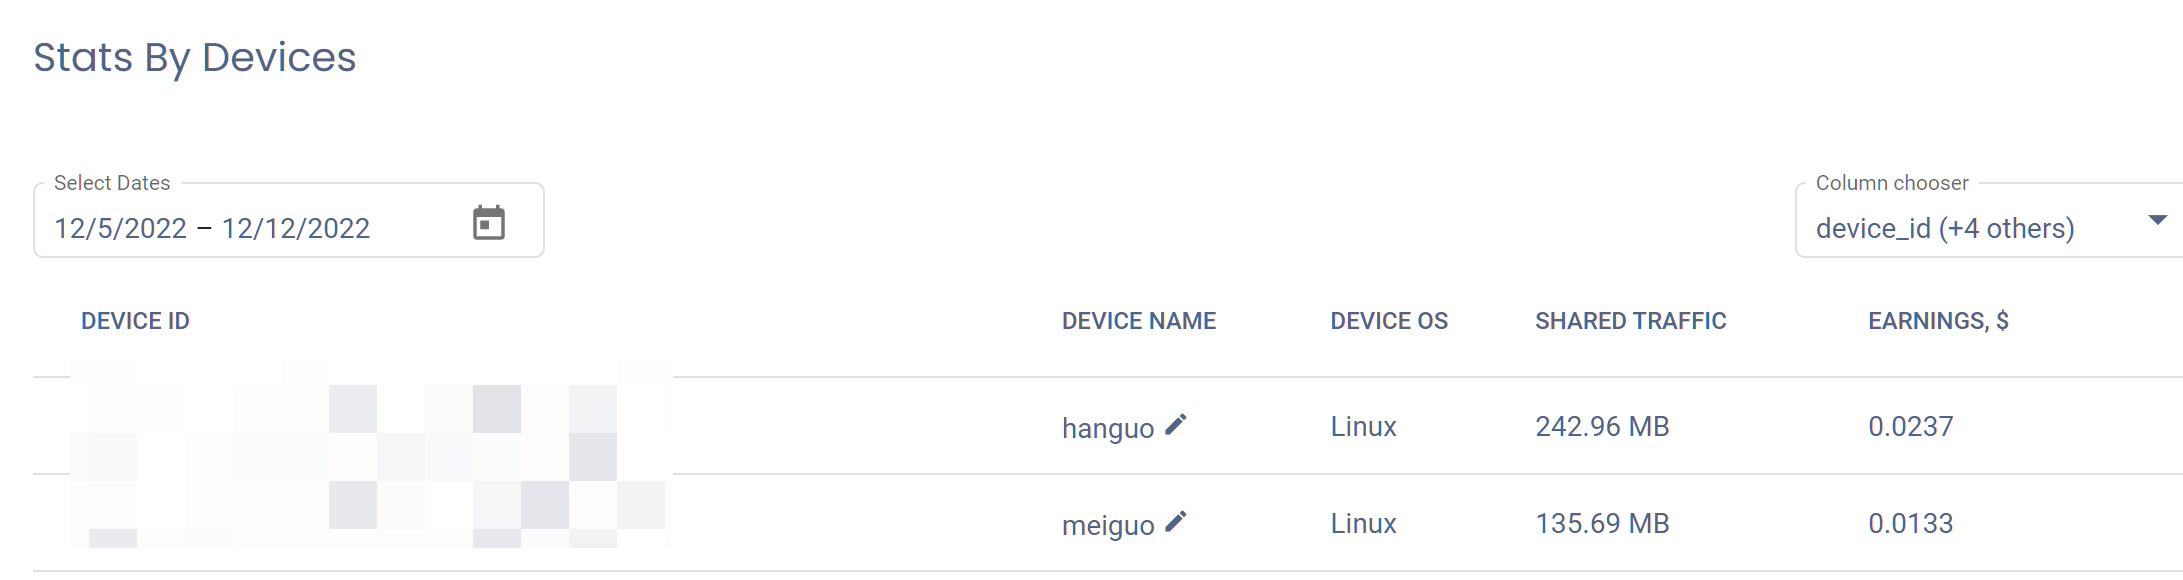 Stats By Devices
Select Dates
12/5/2022 – 12/12/2022
Column chooser
device_id (+4 others)
DEVICE ID DEVICE NAME DEVICE OS SHARED TRAFFIC EARNINGS, $
hanguo Linux 242.96 MB 0.0237
meiguo Linux 135.69 MB 0.0133